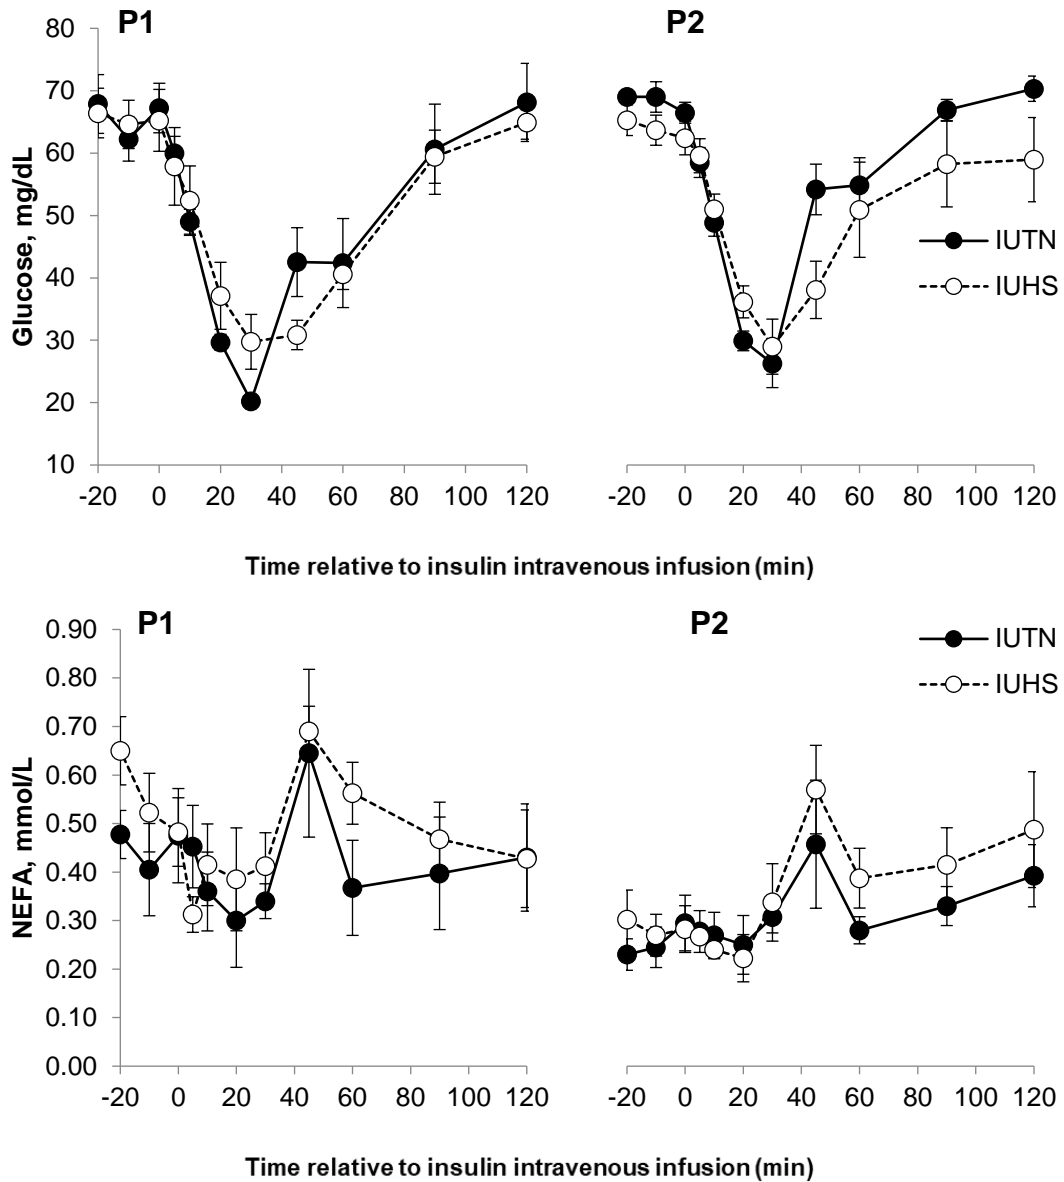 P1
P2
Glucose, mg/dL
80
70
60
50
40
30
20
10
-20 0 20 40 60 80 100 120
-20 0 20 40 60 80 100 120
IUTN
IUHS
Time relative to insulin intravenous infusion (min)
P1
P2
NEFA, mmol/L
0.90
0.80
0.70
0.60
0.50
0.40
0.30
0.20
0.10
0.00
-20 0 20 40 60 80 100 120
-20 0 20 40 60 80 100 120
IUTN
IUHS
Time relative to insulin intravenous infusion (min)